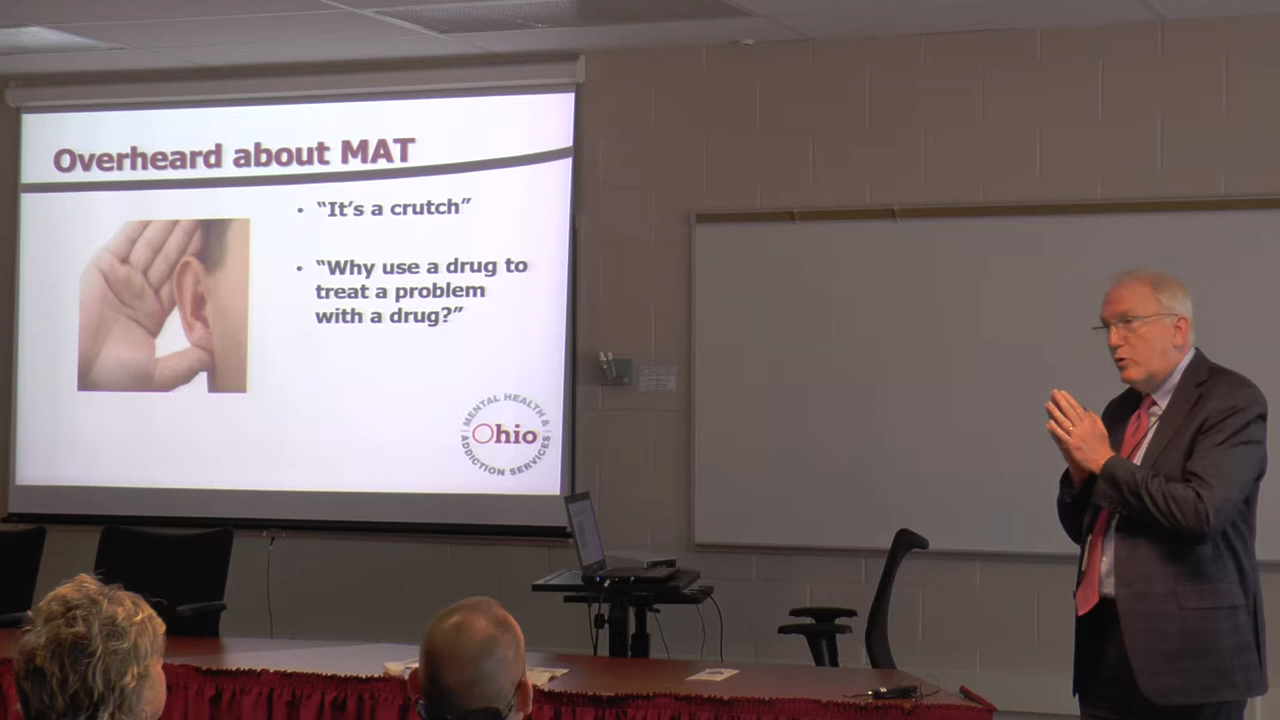 Overheard about MAT
• “It’s a crutch”
• “Why use a drug to
treat a problem
with a drug?”
MENTAL HEALTH &
Ohio
ADDICTION SERVICES